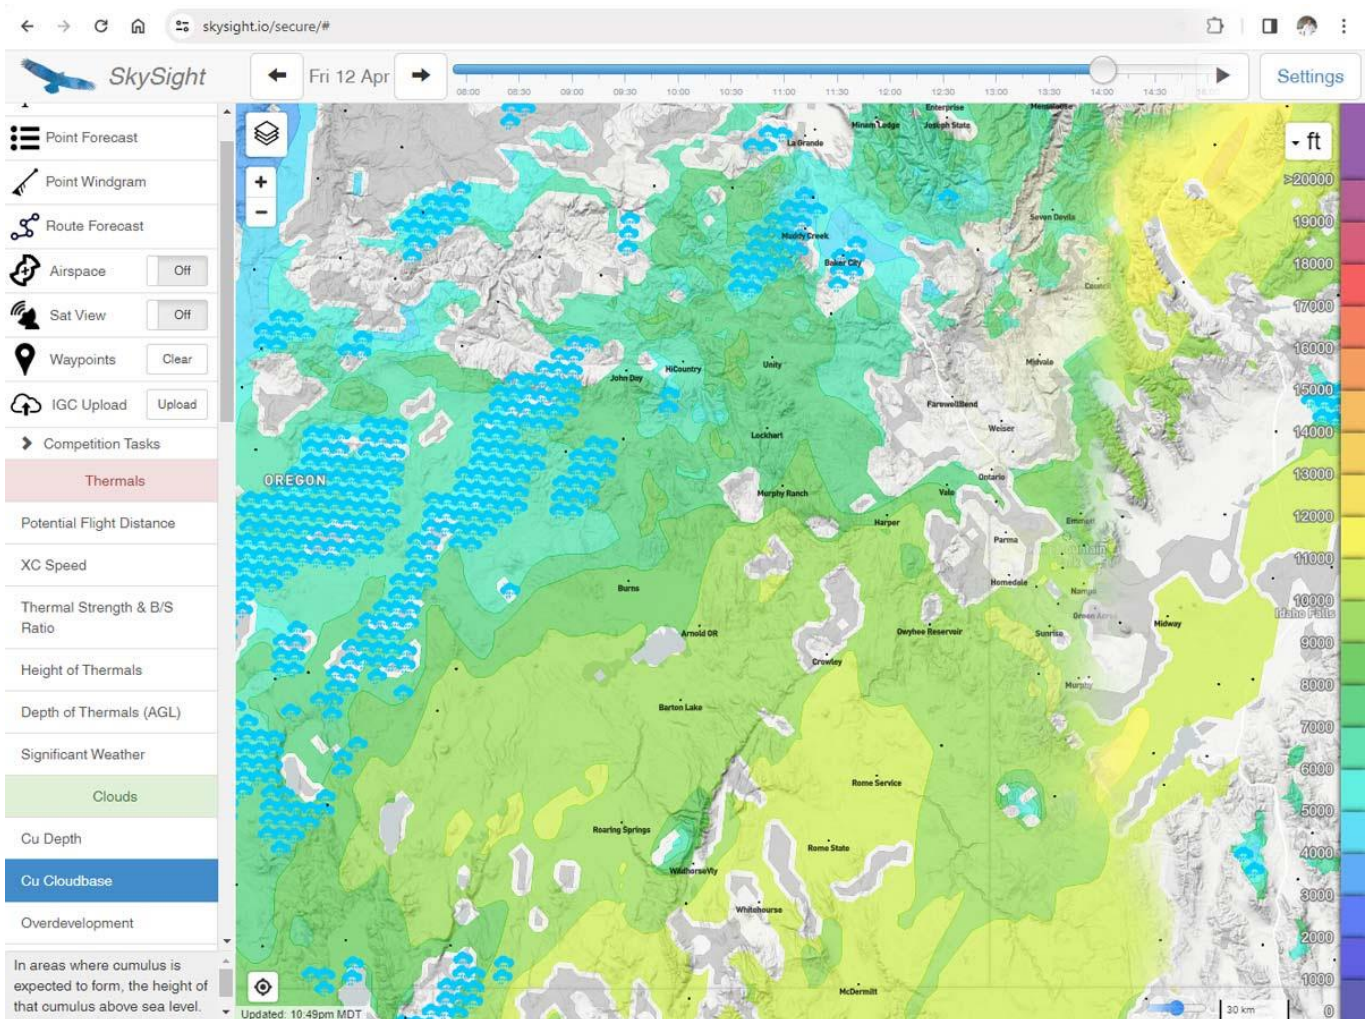 skysight.io/secure/#
SkySight
Fri 12 Apr
08:00 08:30 09:00 09:30 10:00 10:30 11:00 11:30 12:00 12:30 13:00 13:30 14:00 14:30
Settings
Point Forecast
Point Windgram
Route Forecast
Airspace Off
Sat View Off
Waypoints Clear
IGC Upload Upload
Competition Tasks
Thermals
Potential Flight Distance
XC Speed
Thermal Strength & B/S
Ratio
Height of Thermals
Depth of Thermals (AGL)
Significant Weather
Clouds
Cu Depth
Cu Cloudbase
Overdevelopment
In areas where cumulus is
expected to form, the height of
that cumulus above sea level.
+
−
Enterprise
Minam Lodge
Joseph State
La Grande
Seven Devils
Muddy Creek
Baker City
Council
Midvale
Unity
HiCountry
John Day
FarewellBend
Weiser
Lockhart
OREGON
Ontario
Vale
Murphy Ranch
Harper
Emmett
Parma
Homedale
Burns
Nampa
Idaho Falls
Midway
Arnold OR
Owyhee Reservoir
Sunrise
Crowley
Murphy
Barton Lake
Rome Service
Roaring Springs
Rome State
WildhorseVly
Whitehourse
McDermitt
ft
>20000
19000
18000
17000
16000
15000
14000
13000
12000
11000
10000
9000
8000
7000
6000
5000
4000
3000
2000
1000
0
Updated: 10:49pm MDT
30 km